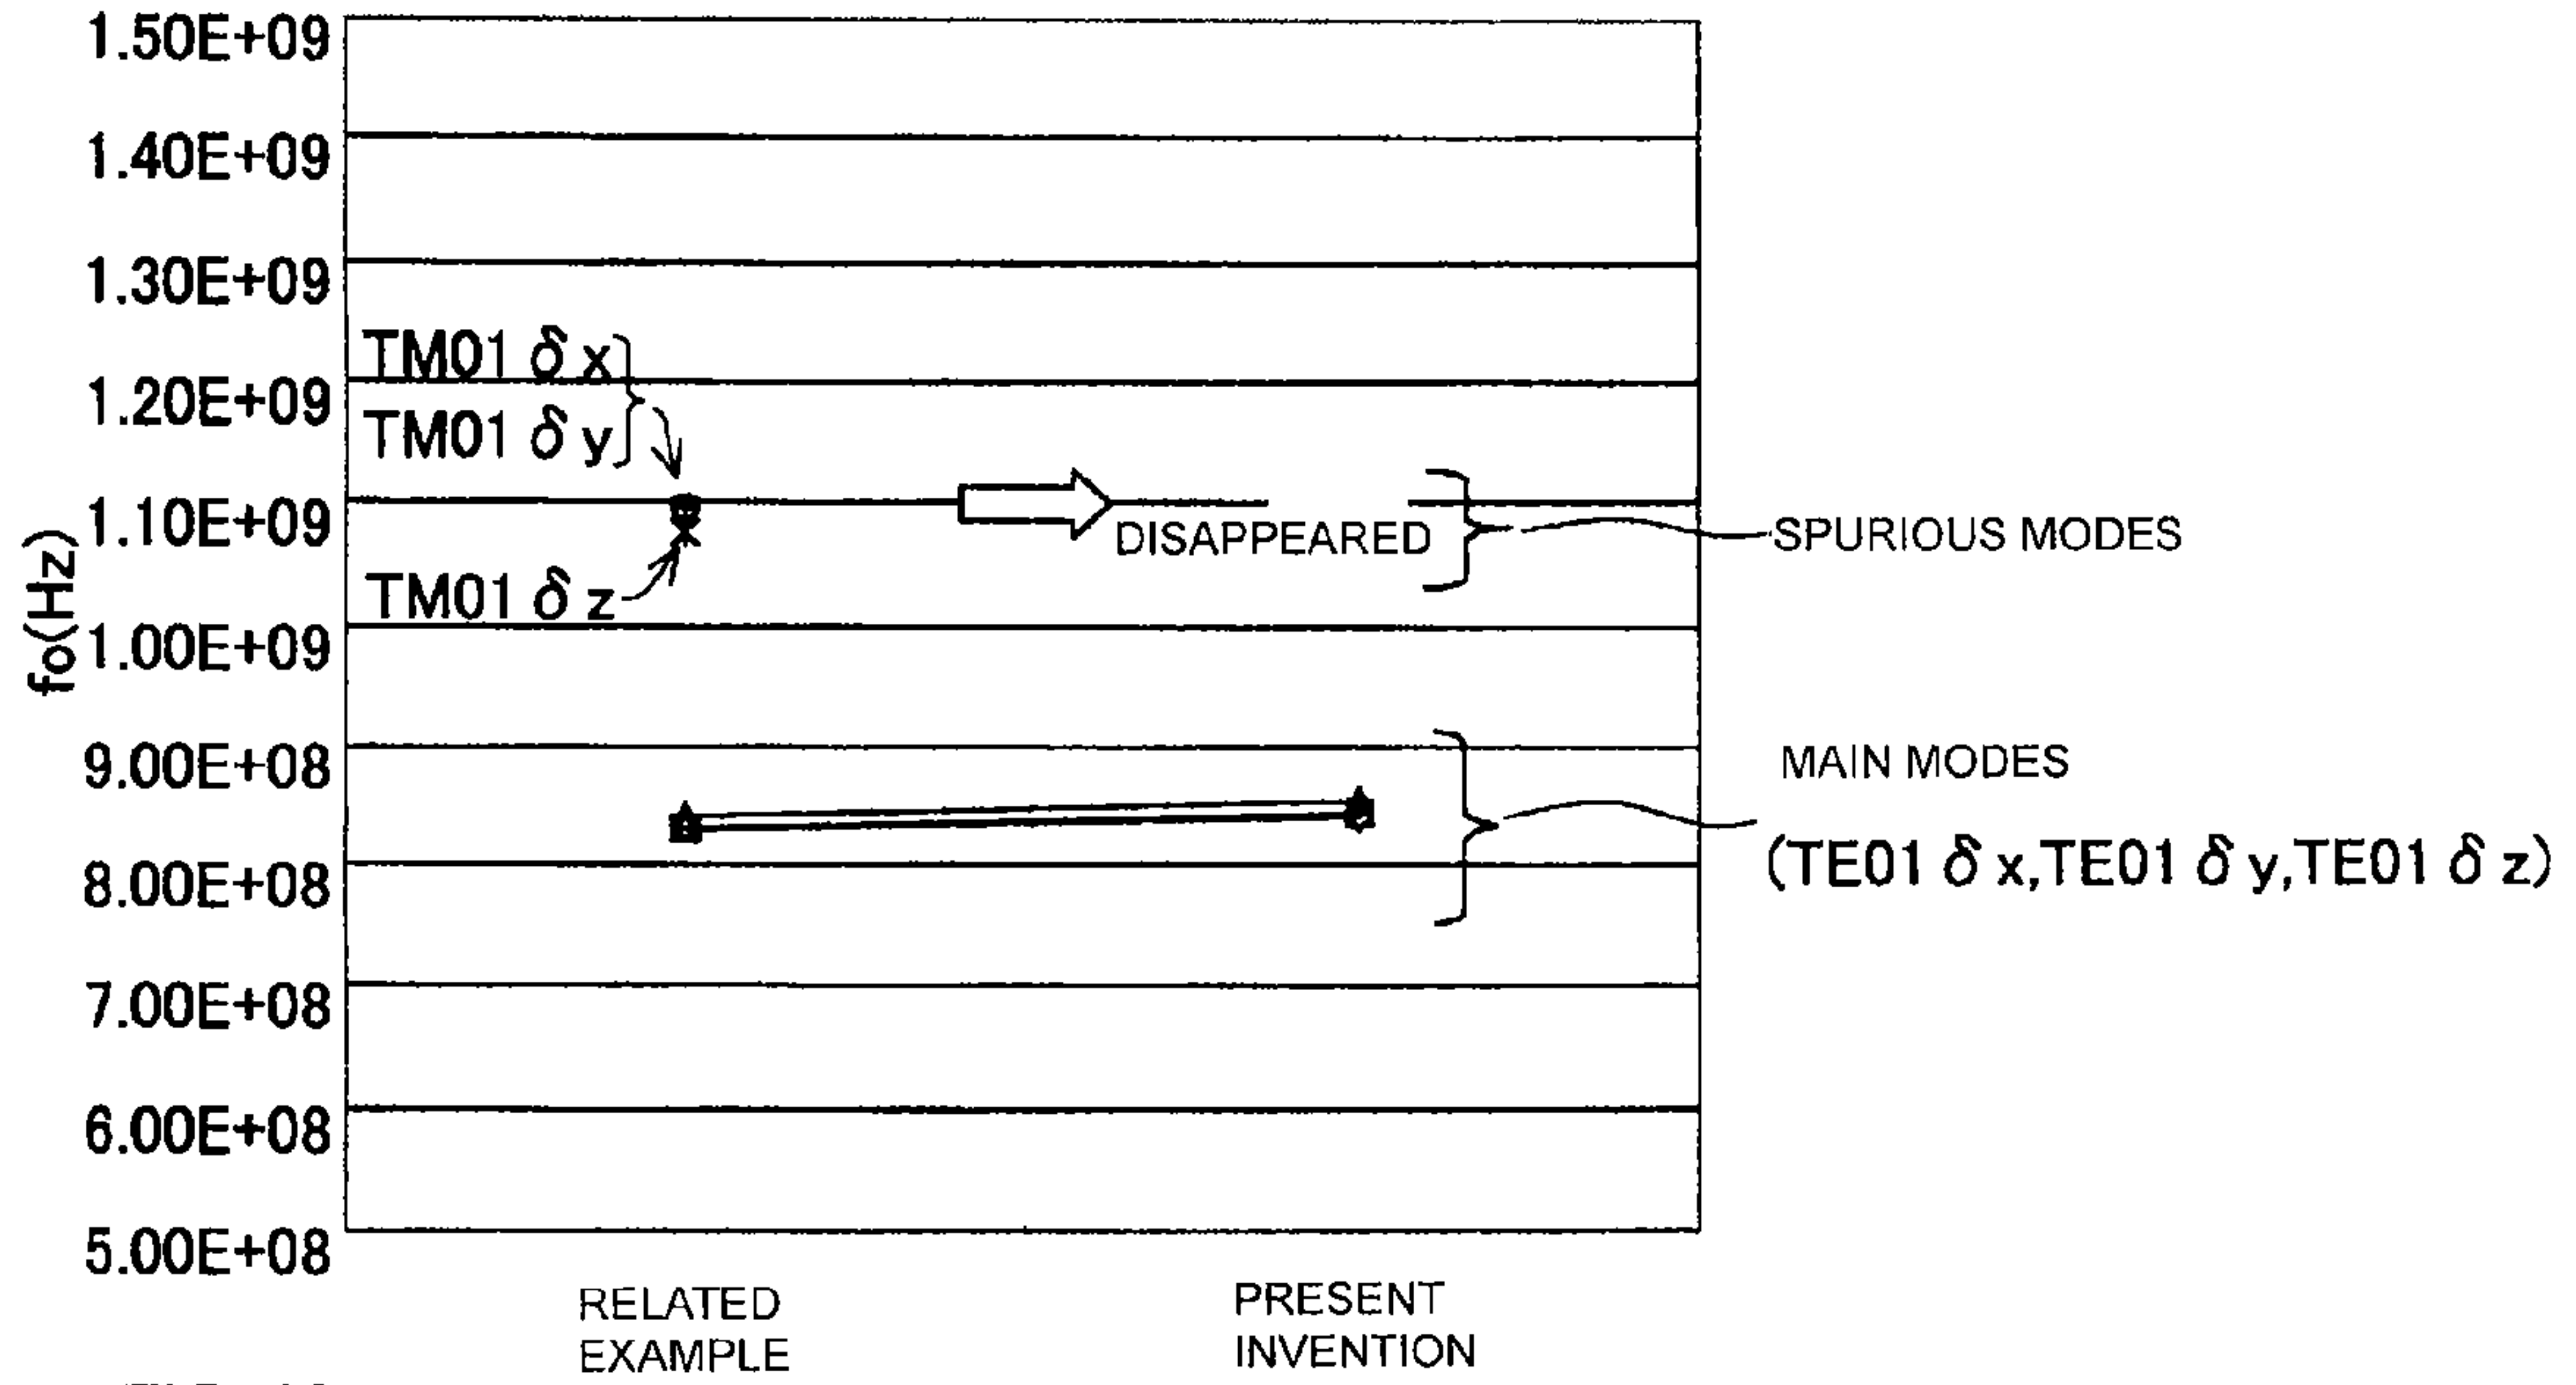 1.50E+09
1.40E+09
1.30E+09
TM01 δ x
1.20E+09
TM01 δ y
1.10E+09
DISAPPEARED
SPURIOUS MODES
TM01 δ z
fo(Hz)
1.00E+09
9.00E+08
MAIN MODES
(TE01 δ x,TE01 δ y,TE01 δ z)
8.00E+08
7.00E+08
6.00E+08
5.00E+08
RELATED
EXAMPLE
PRESENT
INVENTION